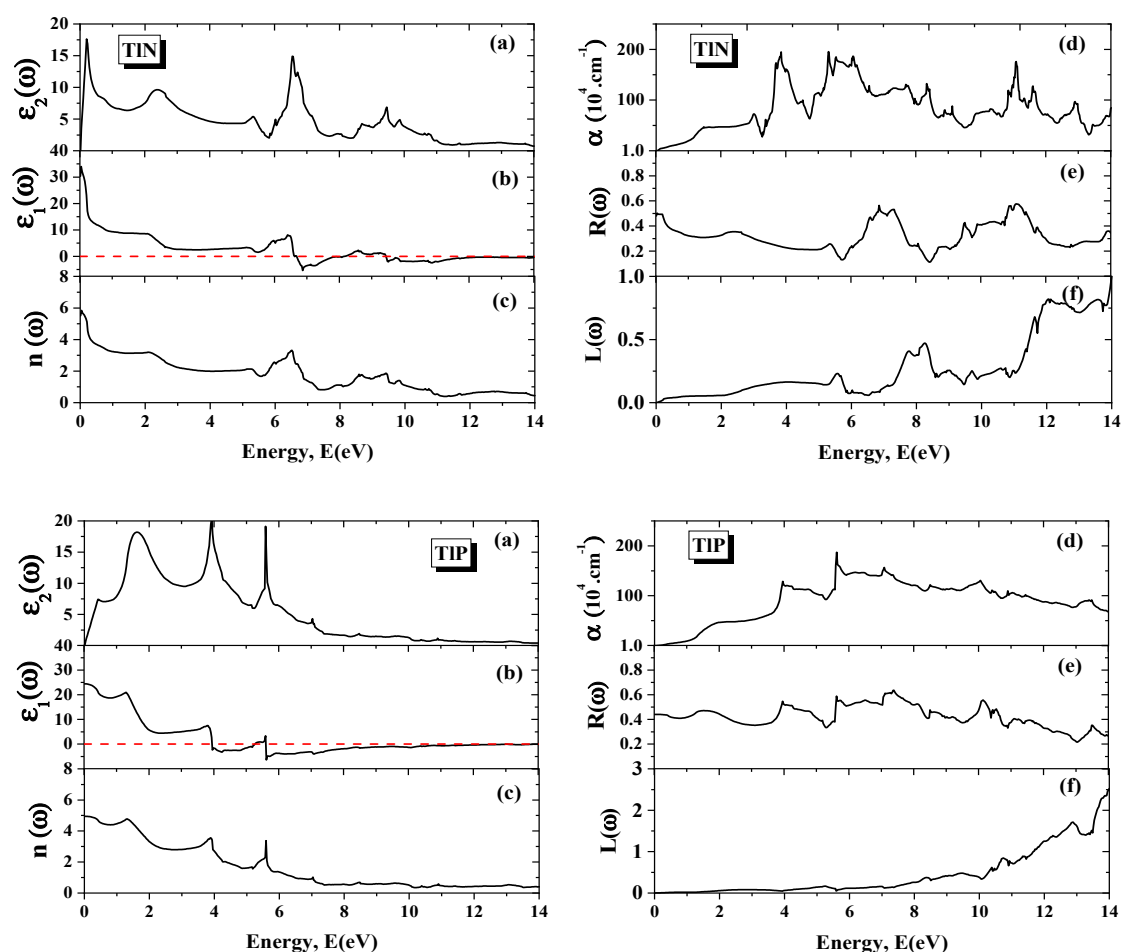 TlN
(a)
ε₂(ω)
20
15
10
5
40
(b)
ε₁(ω)
30
20
10
0
8
(c)
n (ω)
6
4
2
0
0 2 4 6 8 10 12 14
Energy, E(eV)
TlN
(d)
α (10⁴.cm⁻¹)
200
100
1.0
(e)
R(ω)
0.8
0.6
0.4
0.2
1.0
(f)
L(ω)
0.5
0.0
0 2 4 6 8 10 12 14
Energy, E(eV)
TlP
(a)
ε₂(ω)
20
15
10
5
40
(b)
ε₁(ω)
30
20
10
0
8
(c)
n (ω)
6
4
2
0
0 2 4 6 8 10 12 14
Energy, E(eV)
TlP
(d)
α (10⁴.cm⁻¹)
200
100
1.0
(e)
R(ω)
0.8
0.6
0.4
0.2
3
(f)
L(ω)
2
1
0
0 2 4 6 8 10 12 14
Energy, E(eV)